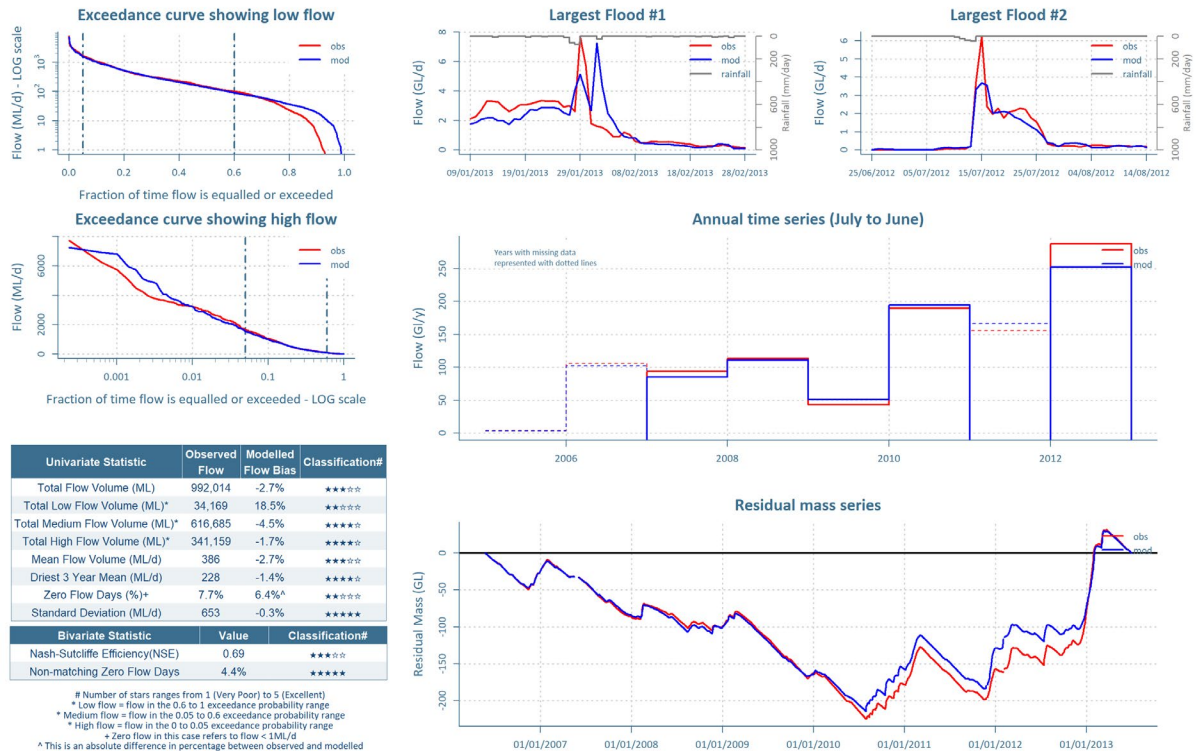 Exceedance curve showing low flow
Flow (ML/d) - LOG scale
10³
10²
10
1
obs
mod
0.0 0.2 0.4 0.6 0.8 1.0
Fraction of time flow is equalled or exceeded
Largest Flood #1
Flow (GL/d)
8
6
4
2
0
obs
mod
rainfall
0
200
600
1000
Rainfall (mm/day)
09/01/2013 19/01/2013 29/01/2013 08/02/2013 18/02/2013 28/02/2013
Largest Flood #2
Flow (GL/d)
6
5
4
3
2
1
0
obs
mod
rainfall
0
200
600
1000
Rainfall (mm/day)
25/06/2012 05/07/2012 15/07/2012 25/07/2012 04/08/2012 14/08/2012
Exceedance curve showing high flow
Flow (ML/d)
6000
2000
0
obs
mod
0.001 0.01 0.1 1
Fraction of time flow is equalled or exceeded - LOG scale
Annual time series (July to June)
Years with missing data
represented with dotted lines
Flow (Gl/y)
250
200
150
100
50
0
obs
mod
2006 2008 2010 2012
Univariate Statistic Observed Flow Modelled Flow Bias Classification#
Total Flow Volume (ML) 992,014 -2.7% ★★★☆☆
Total Low Flow Volume (ML)* 34,169 18.5% ★★☆☆☆
Total Medium Flow Volume (ML)* 616,685 -4.5% ★★★★☆
Total High Flow Volume (ML)* 341,159 -1.7% ★★★★☆
Mean Flow Volume (ML/d) 386 -2.7% ★★★☆☆
Driest 3 Year Mean (ML/d) 228 -1.4% ★★★★☆
Zero Flow Days (%)+ 7.7% 6.4%^ ★★☆☆☆
Standard Deviation (ML/d) 653 -0.3% ★★★★★
Bivariate Statistic Value Classification#
Nash-Sutcliffe Efficiency(NSE) 0.69 ★★★☆☆
Non-matching Zero Flow Days 4.4% ★★★★★
# Number of stars ranges from 1 (Very Poor) to 5 (Excellent)
* Low flow = flow in the 0.6 to 1 exceedance probability range
* Medium flow = flow in the 0.05 to 0.6 exceedance probability range
* High flow = flow in the 0 to 0.05 exceedance probability range
+ Zero flow in this case refers to flow < 1ML/d
^ This is an absolute difference in percentage between observed and modelled
Residual mass series
Residual Mass (GL)
0
-50
-100
-150
-200
obs
mod
01/01/2007 01/01/2008 01/01/2009 01/01/2010 01/01/2011 01/01/2012 01/01/2013